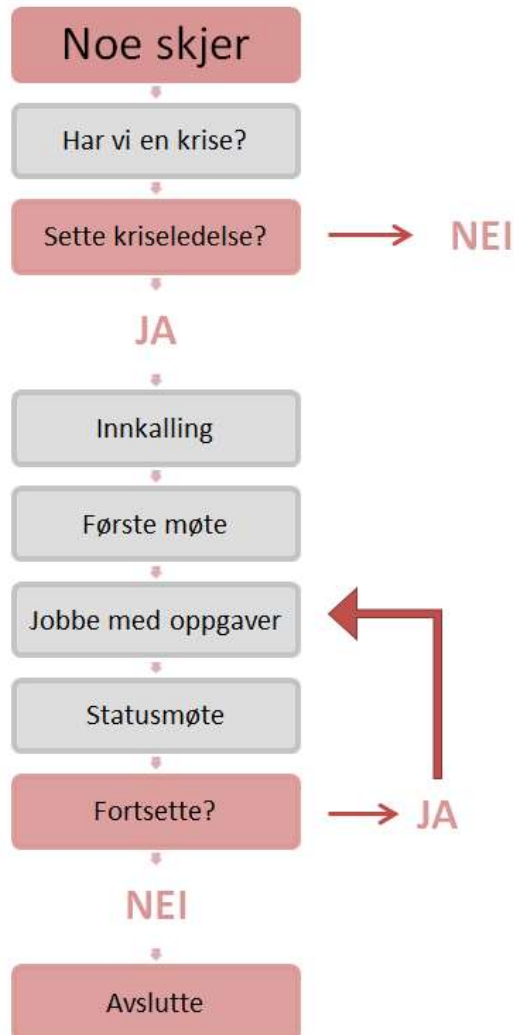 Noe skjer
Har vi en krise?
Sette kriseledelse?
NEI
JA
Innkalling
Første møte
Jobbe med oppgaver
Statusmøte
Fortsette?
JA
NEI
Avslutte